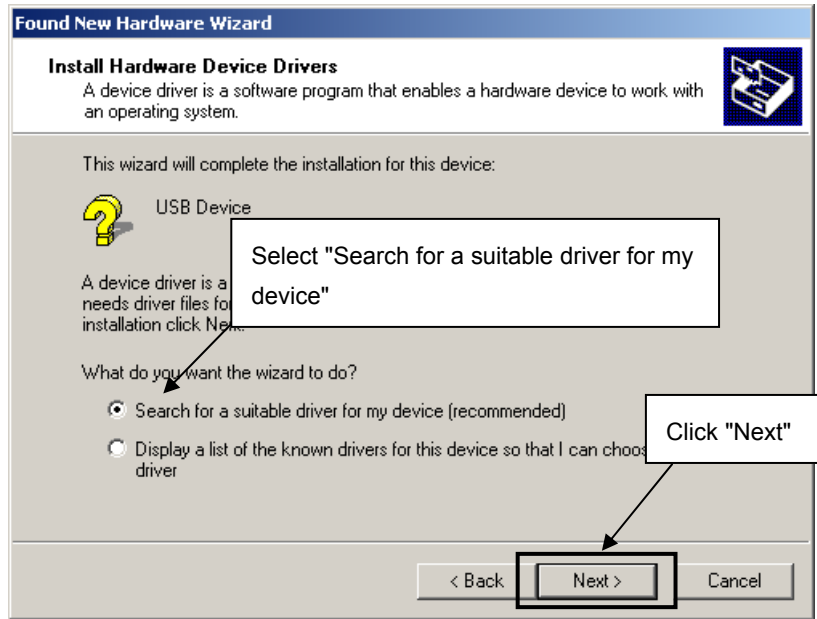 Found New Hardware Wizard
Install Hardware Device Drivers
A device driver is a software program that enables a hardware device to work with
an operating system.
This wizard will complete the installation for this device:
USB Device
Select "Search for a suitable driver for my
device"
A device driver is a
needs driver files for
installation click
What do you want the wizard to do?
Search for a suitable driver for my device (recommended)
Click "Next"
Display a list of the known drivers for this device so that I can
driver
< Back
Next >
Cancel